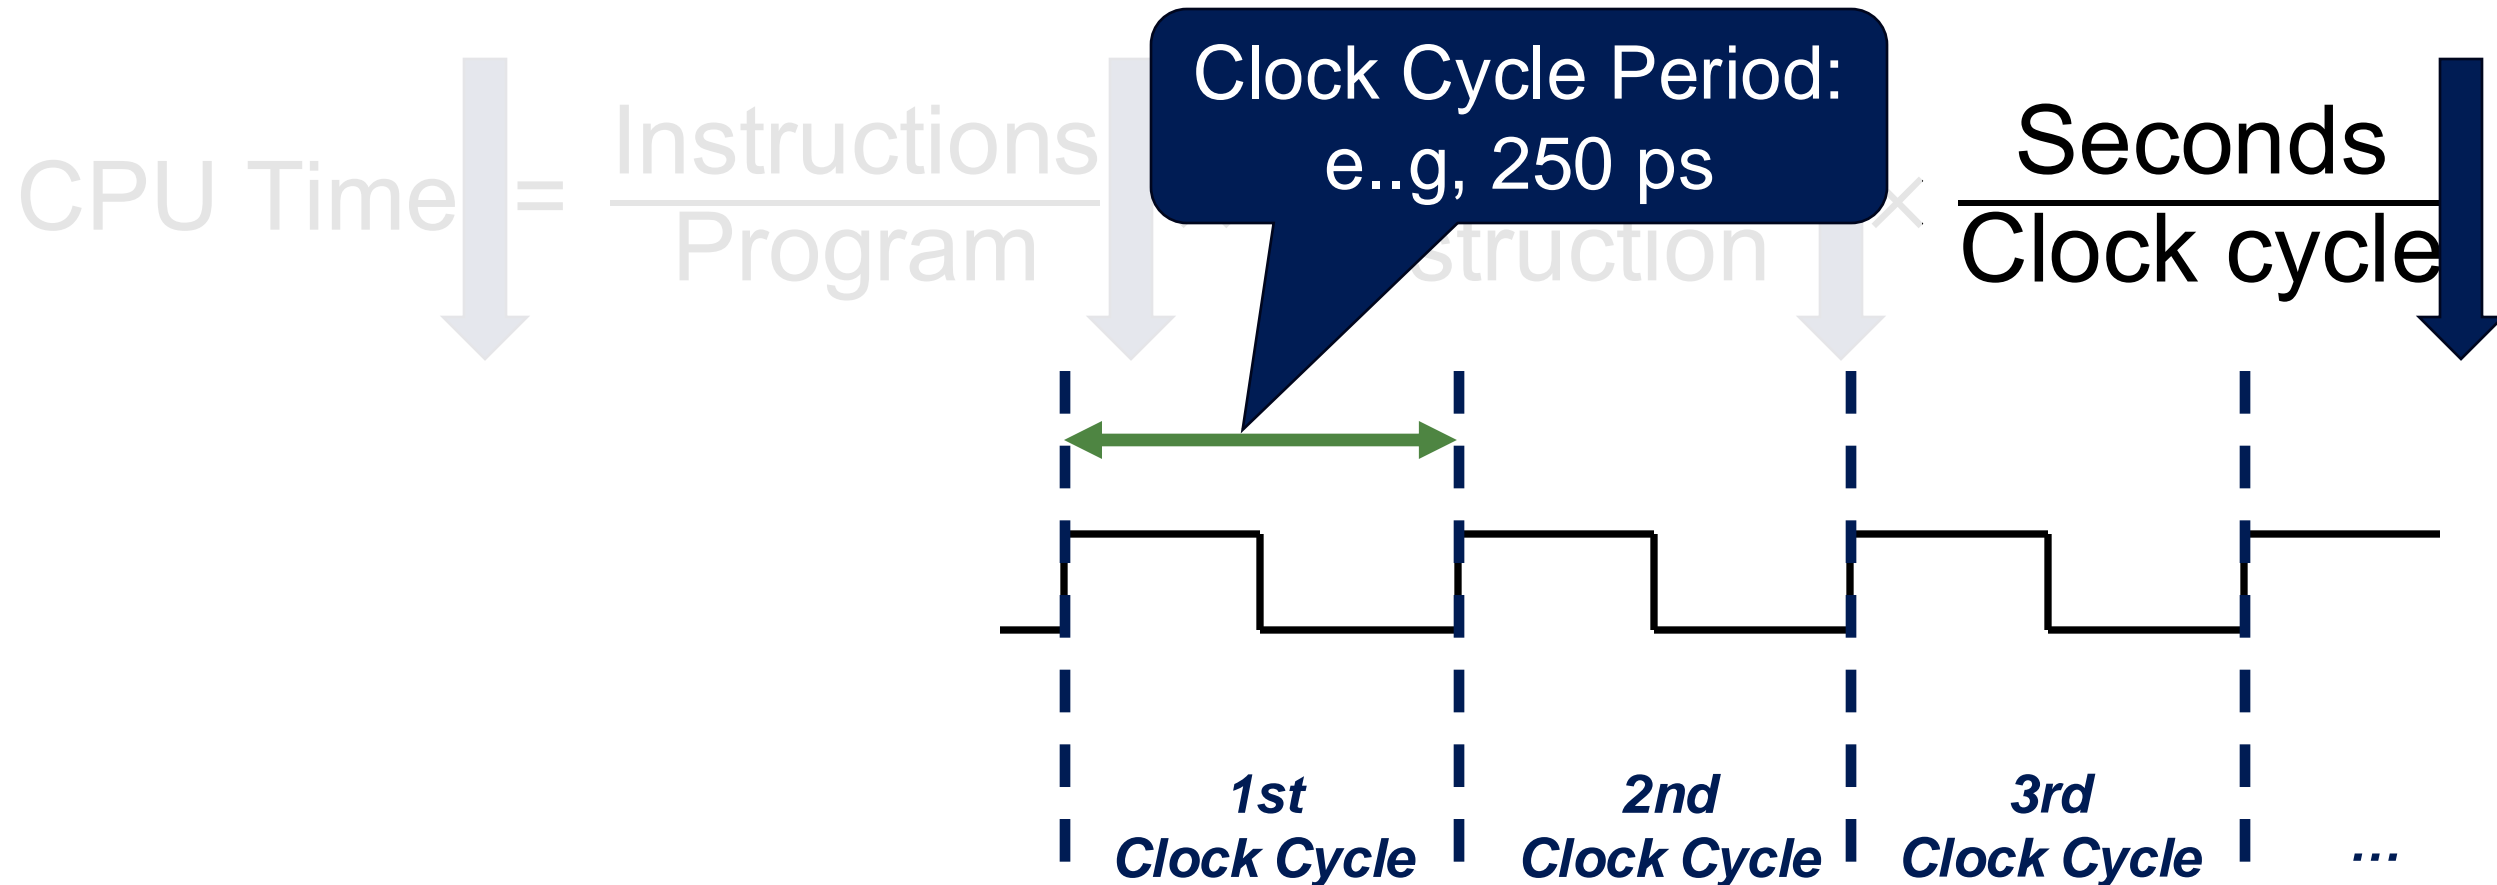 Clock Cycle Period:
e..g, 250 ps
CPU Time =
Instructions
Program
×
struction
×
Seconds
Clock cycle
1st
Clock Cycle
2nd
Clock Cycle
3rd
Clock Cycle
...